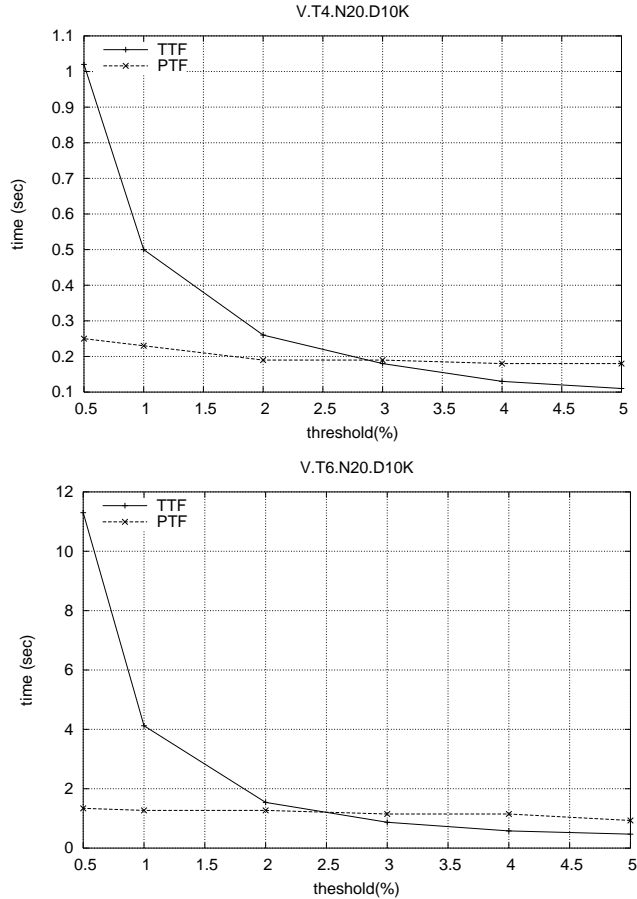 V.T4.N20.D10K
1.1
1
0.9
0.8
0.7
0.6
0.5
0.4
0.3
0.2
0.1
time (sec)
TTF
PTF
0.5 1 1.5 2 2.5 3 3.5 4 4.5 5
threshold(%)
V.T6.N20.D10K
12
10
8
6
4
2
0
time (sec)
TTF
PTF
0.5 1 1.5 2 2.5 3 3.5 4 4.5 5
theshold(%)